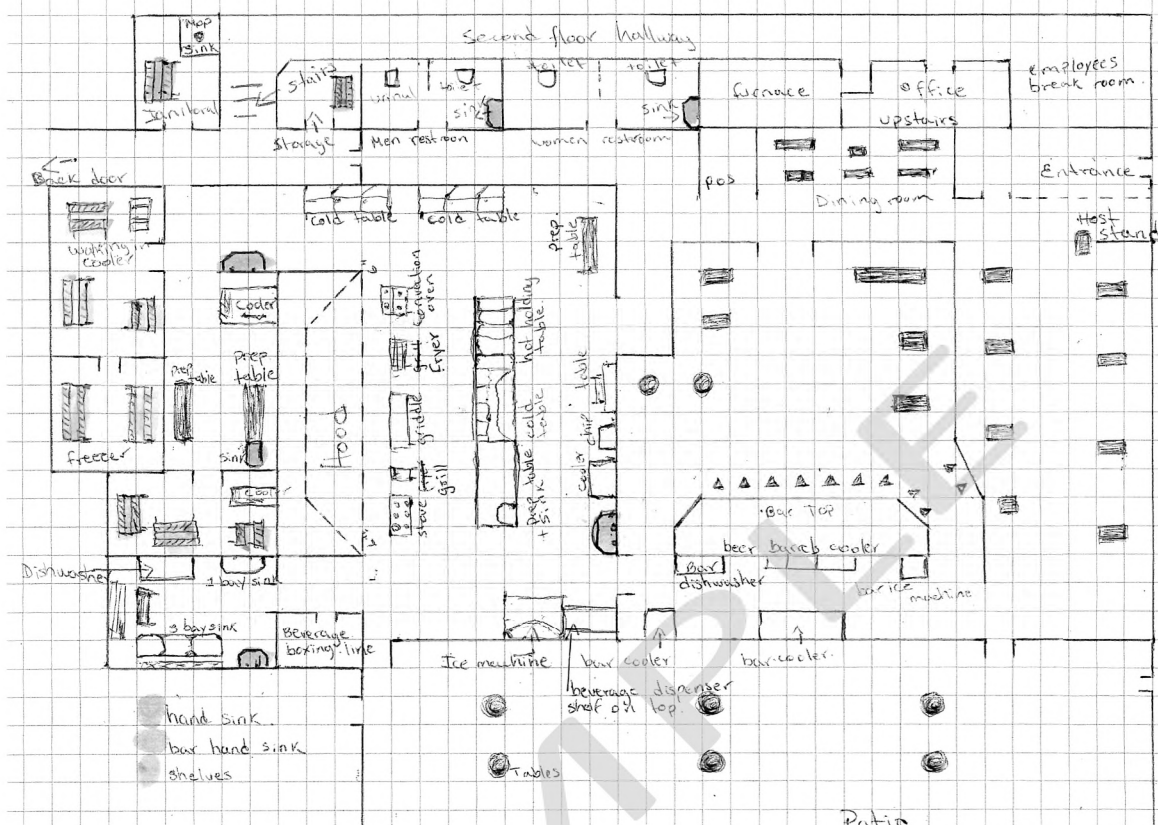 Mop
sink
Second floor hallway
stairs
Janitorial
Storage
urinal
toilet
sink
Men restroom
toilet
toilet
sink
women restroom
furnace
office
upstairs
employees
break room.
Back door
pos
Dining room
Entrance
Host
stand
walking in
cooler
cold table
cold table
prep.
table
Cooler
convation
oven
grill
fryer
griddle
fryer
grill
stove
hot holding
table
cold
table
prep table
+ sink
table
chip
cooler
Prep
table
prep
table
sink
freezer
Hood
cooler
Bar Top
beer barrels cooler
Bar
dishwasher
bar ice
machine
Dishwasher
1 bay sink
3 bay sink
Beverage
boxing line
Ice machine
bar cooler
bar-cooler.
beverage dispenser
shelf on top.
hand sink.
bar hand sink
shelves
Tables
Patio